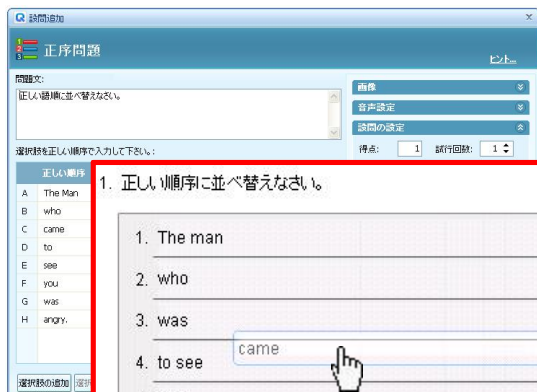 設問追加
正序問題
ヒント...
問題文:
正しい語順に並べ替えなさい。
画像
音声設定
設問の設定
得点: 1 試行回数: 1
選択肢を正しい順序で入力して下さい。:
正しい順序
A The Man
B who
C came
D to
E see
F you
G was
H angry.
選択肢の追加
1. 正しい順序に並べ替えなさい。
1. The man
2. who
3. was
came
4. to see